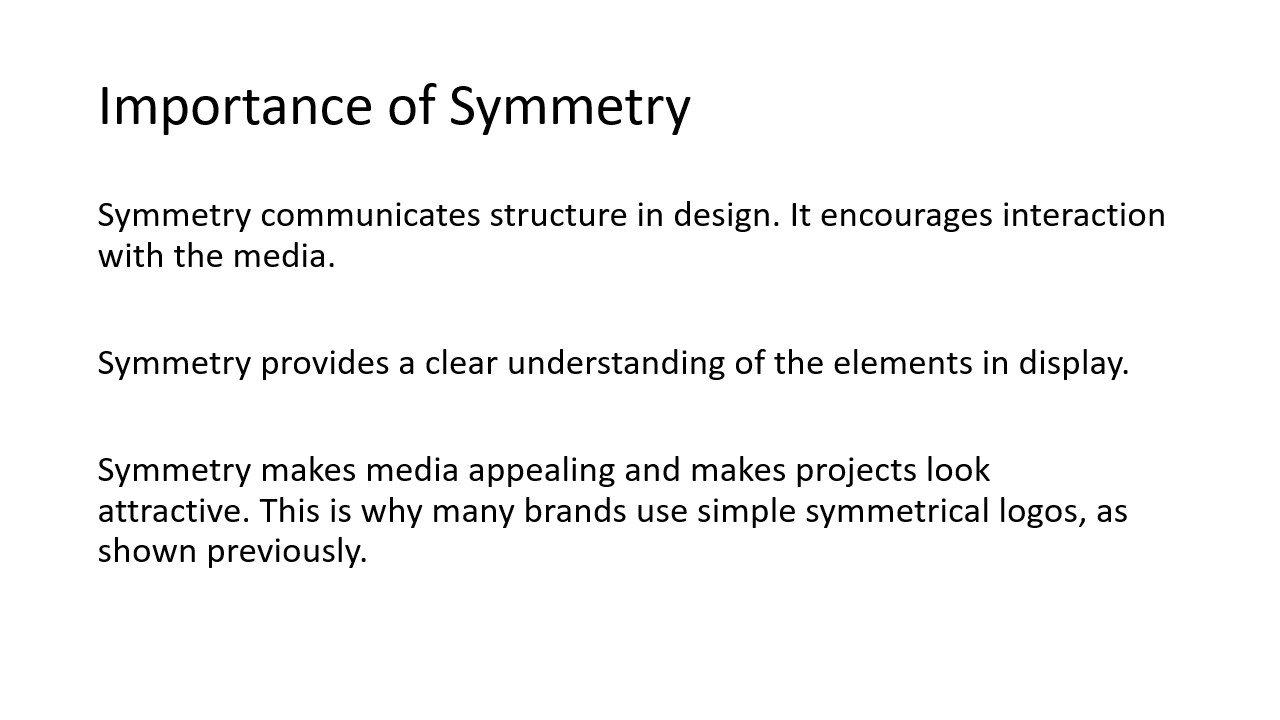 Importance of Symmetry
Symmetry communicates structure in design. It encourages interaction
with the media.
Symmetry provides a clear understanding of the elements in display.
Symmetry makes media appealing and makes projects look
attractive. This is why many brands use simple symmetrical logos, as
shown previously.